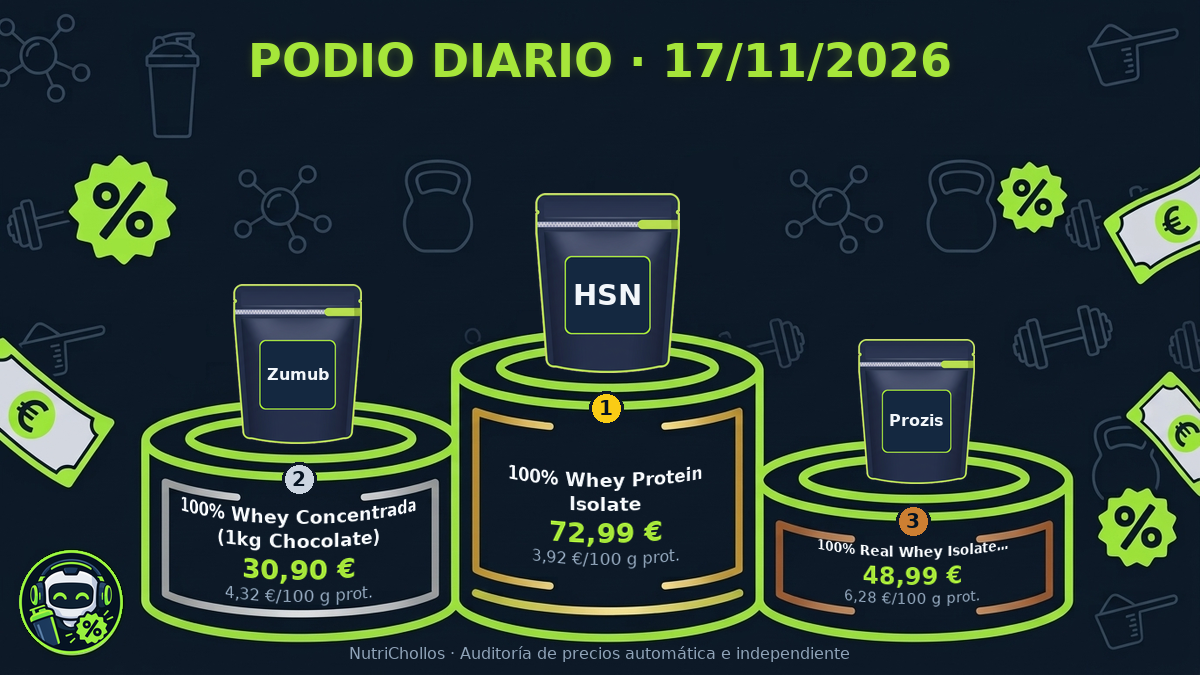 PODIO DIARIO · 17/11/2026
%
%
€
€
€
%
%
HSN
1
100% Whey Protein
Isolate
72,99 €
3,92 €/100 g prot.
Zumub
2
100% Whey Concentrada
(1kg Chocolate)
30,90 €
4,32 €/100 g prot.
Prozis
3
100% Real Whey Isolate...
48,99 €
6,28 €/100 g prot.
NutriChollos · Auditoría de precios automática e independiente